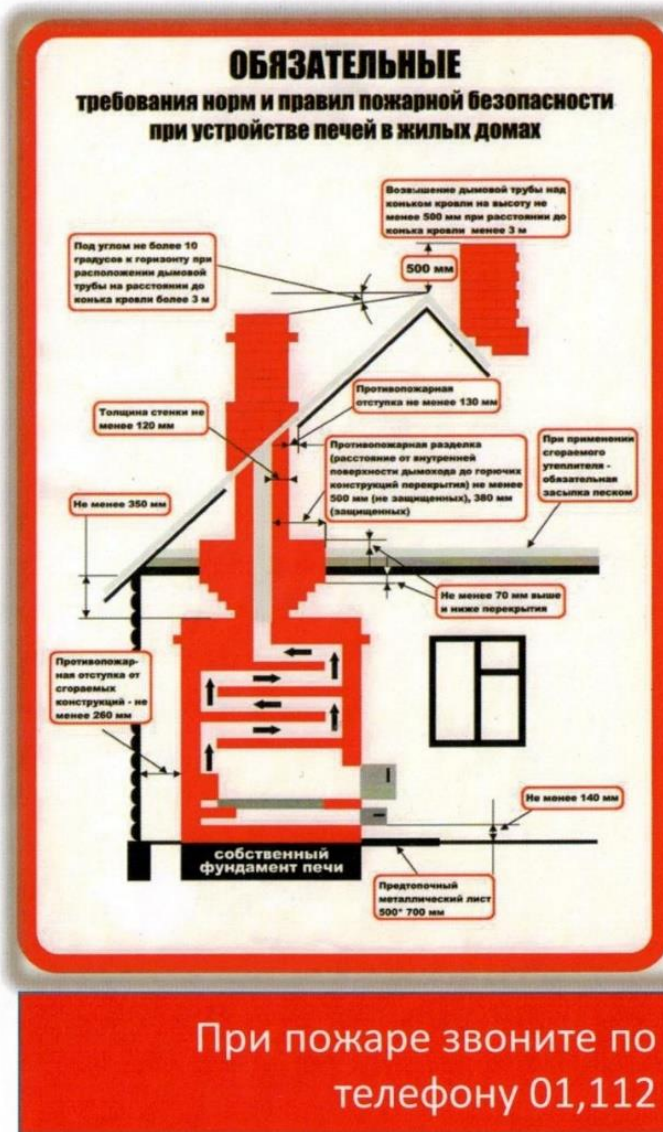 ОБЯЗАТЕЛЬНЫЕ
требования норм и правил пожарной безопасности
при устройстве печей в жилых домах
Возвышение дымовой трубы над
коньком кровли на высоту не
менее 500 мм при расстоянии до
конька кровли менее 3 м
Под углом не более 10
градусов к горизонту при
расположении дымовой
трубы на расстоянии до
конька кровли более 3 м
500 мм
Противопожарная
отступка не менее 130 мм
Толщина стенки не
менее 120 мм
Противопожарная разделка
(расстояние от внутренней
поверхности дымохода до горючих
конструкций перекрытия) не менее
500 мм (не защищенных), 380 мм
(защищенных)
При применении
сгораемого
утеплителя -
обязательная
засыпка песком
Не менее 350 мм
Не менее 70 мм выше
и ниже перекрытия
Противопожар-
ная отступка от
сгораемых
конструкций - не
менее 260 мм
Не менее 140 мм
собственный
фундамент печи
Предтопочный
металлический лист
500* 700 мм
При пожаре звоните по
телефону 01,112